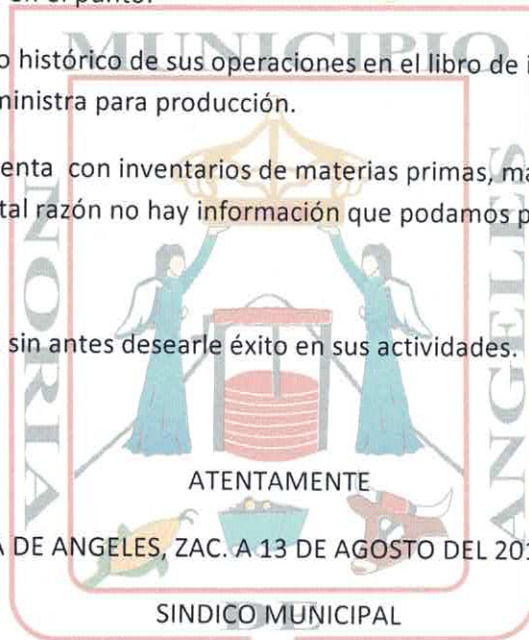 en el punto.
MUNICIPIO
o histórico de sus operaciones en el libro de i
ministra para producción.
enta con inventarios de materias primas, ma
tal razón no hay información que podamos p
NORIA
ANGELES
sin antes desearle éxito en sus actividades.
ATENTAMENTE
A DE ANGELES, ZAC. A 13 DE AGOSTO DEL 201
SINDICO MUNICIPAL
DE